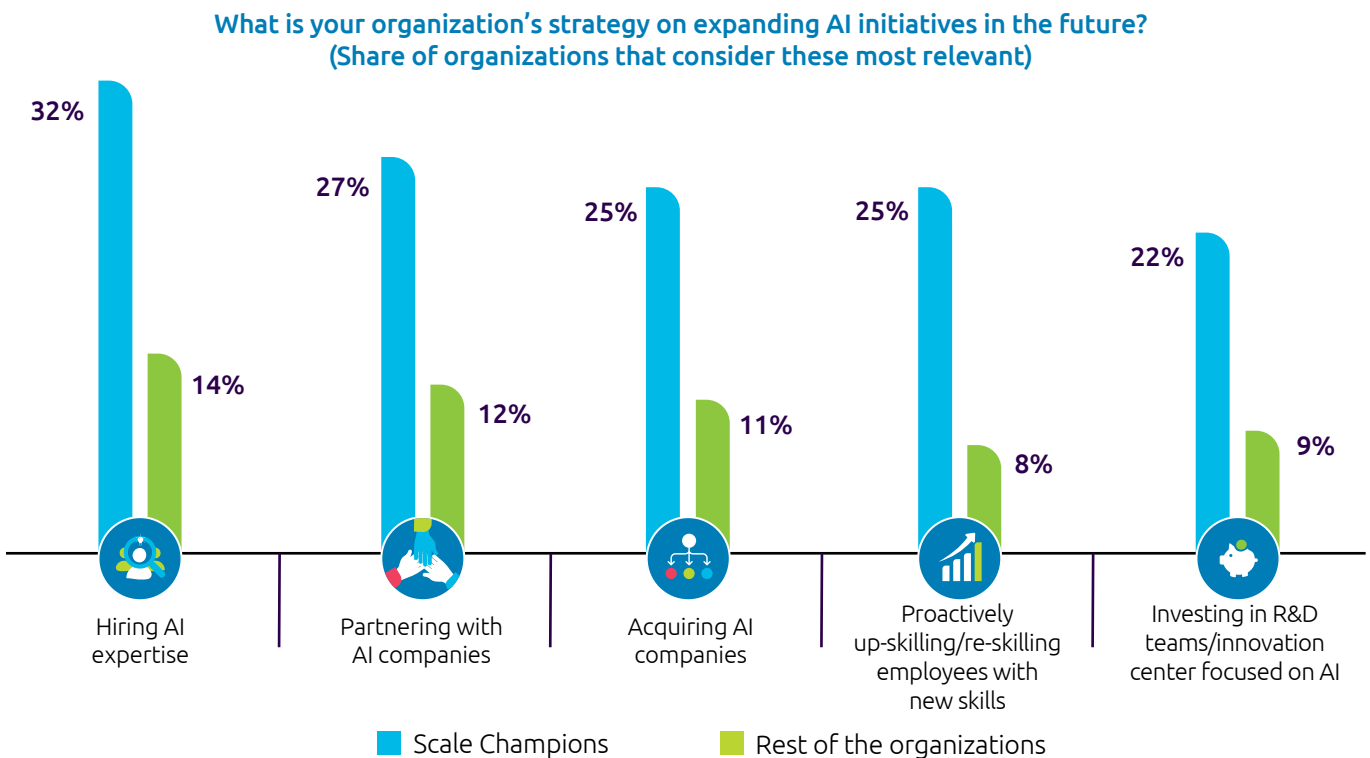 What is your organization’s strategy on expanding AI initiatives in the future?
(Share of organizations that consider these most relevant)
32%
14%
27%
12%
25%
11%
25%
8%
22%
9%
Hiring AI
expertise
Partnering with
AI companies
Acquiring AI
companies
Proactively
up-skilling/re-skilling
employees with
new skills
Investing in R&D
teams/innovation
center focused on AI
Scale Champions
Rest of the organizations